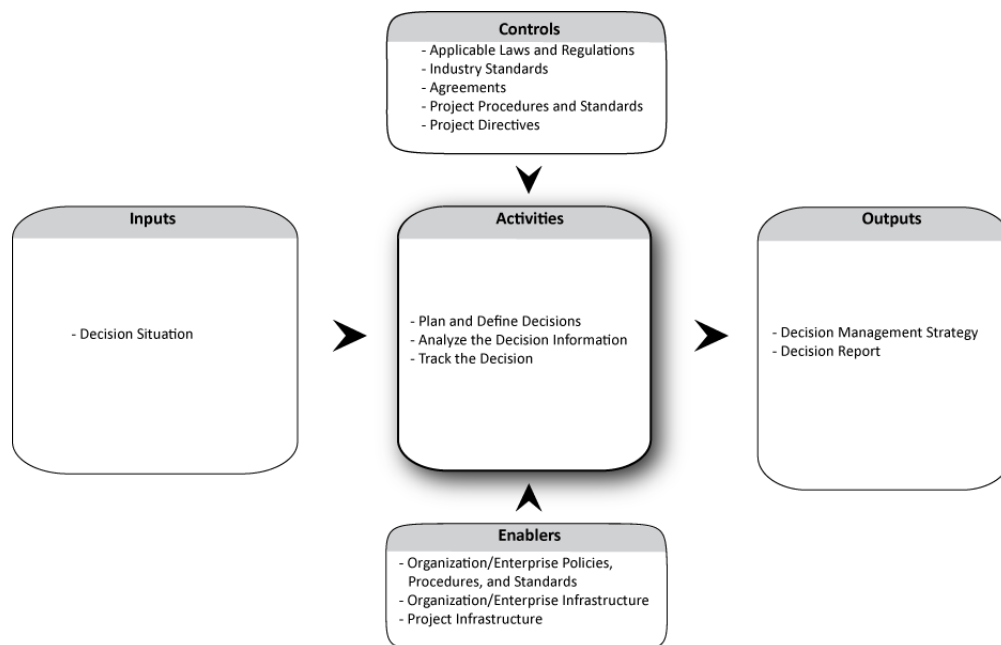 Controls
- Applicable Laws and Regulations
- Industry Standards
- Agreements
- Project Procedures and Standards
- Project Directives
Inputs
- Decision Situation
Activities
- Plan and Define Decisions
- Analyze the Decision Information
- Track the Decision
Outputs
- Decision Management Strategy
- Decision Report
Enablers
- Organization/Enterprise Policies,
Procedures, and Standards
- Organization/Enterprise Infrastructure
- Project Infrastructure